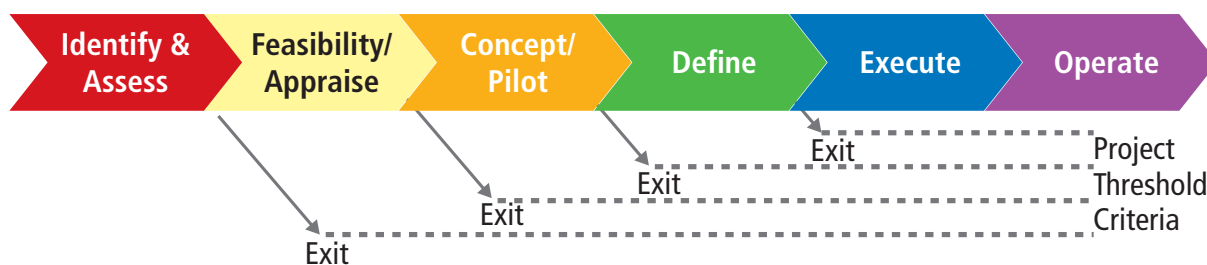 Identify &
Assess
Feasibility/
Appraise
Concept/
Pilot
Define
Execute
Operate
Exit
Project
Exit
Threshold
Exit
Criteria
Exit